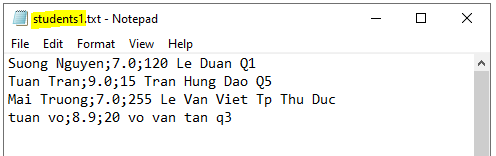 students1.txt - Notepad
File Edit Format View Help
Suong Nguyen;7.0;120 Le Duan Q1
Tuan Tran;9.0;15 Tran Hung Dao Q5
Mai Truong;7.0;255 Le Van Viet Tp Thu Duc
tuan vo;8.9;20 vo van tan q3